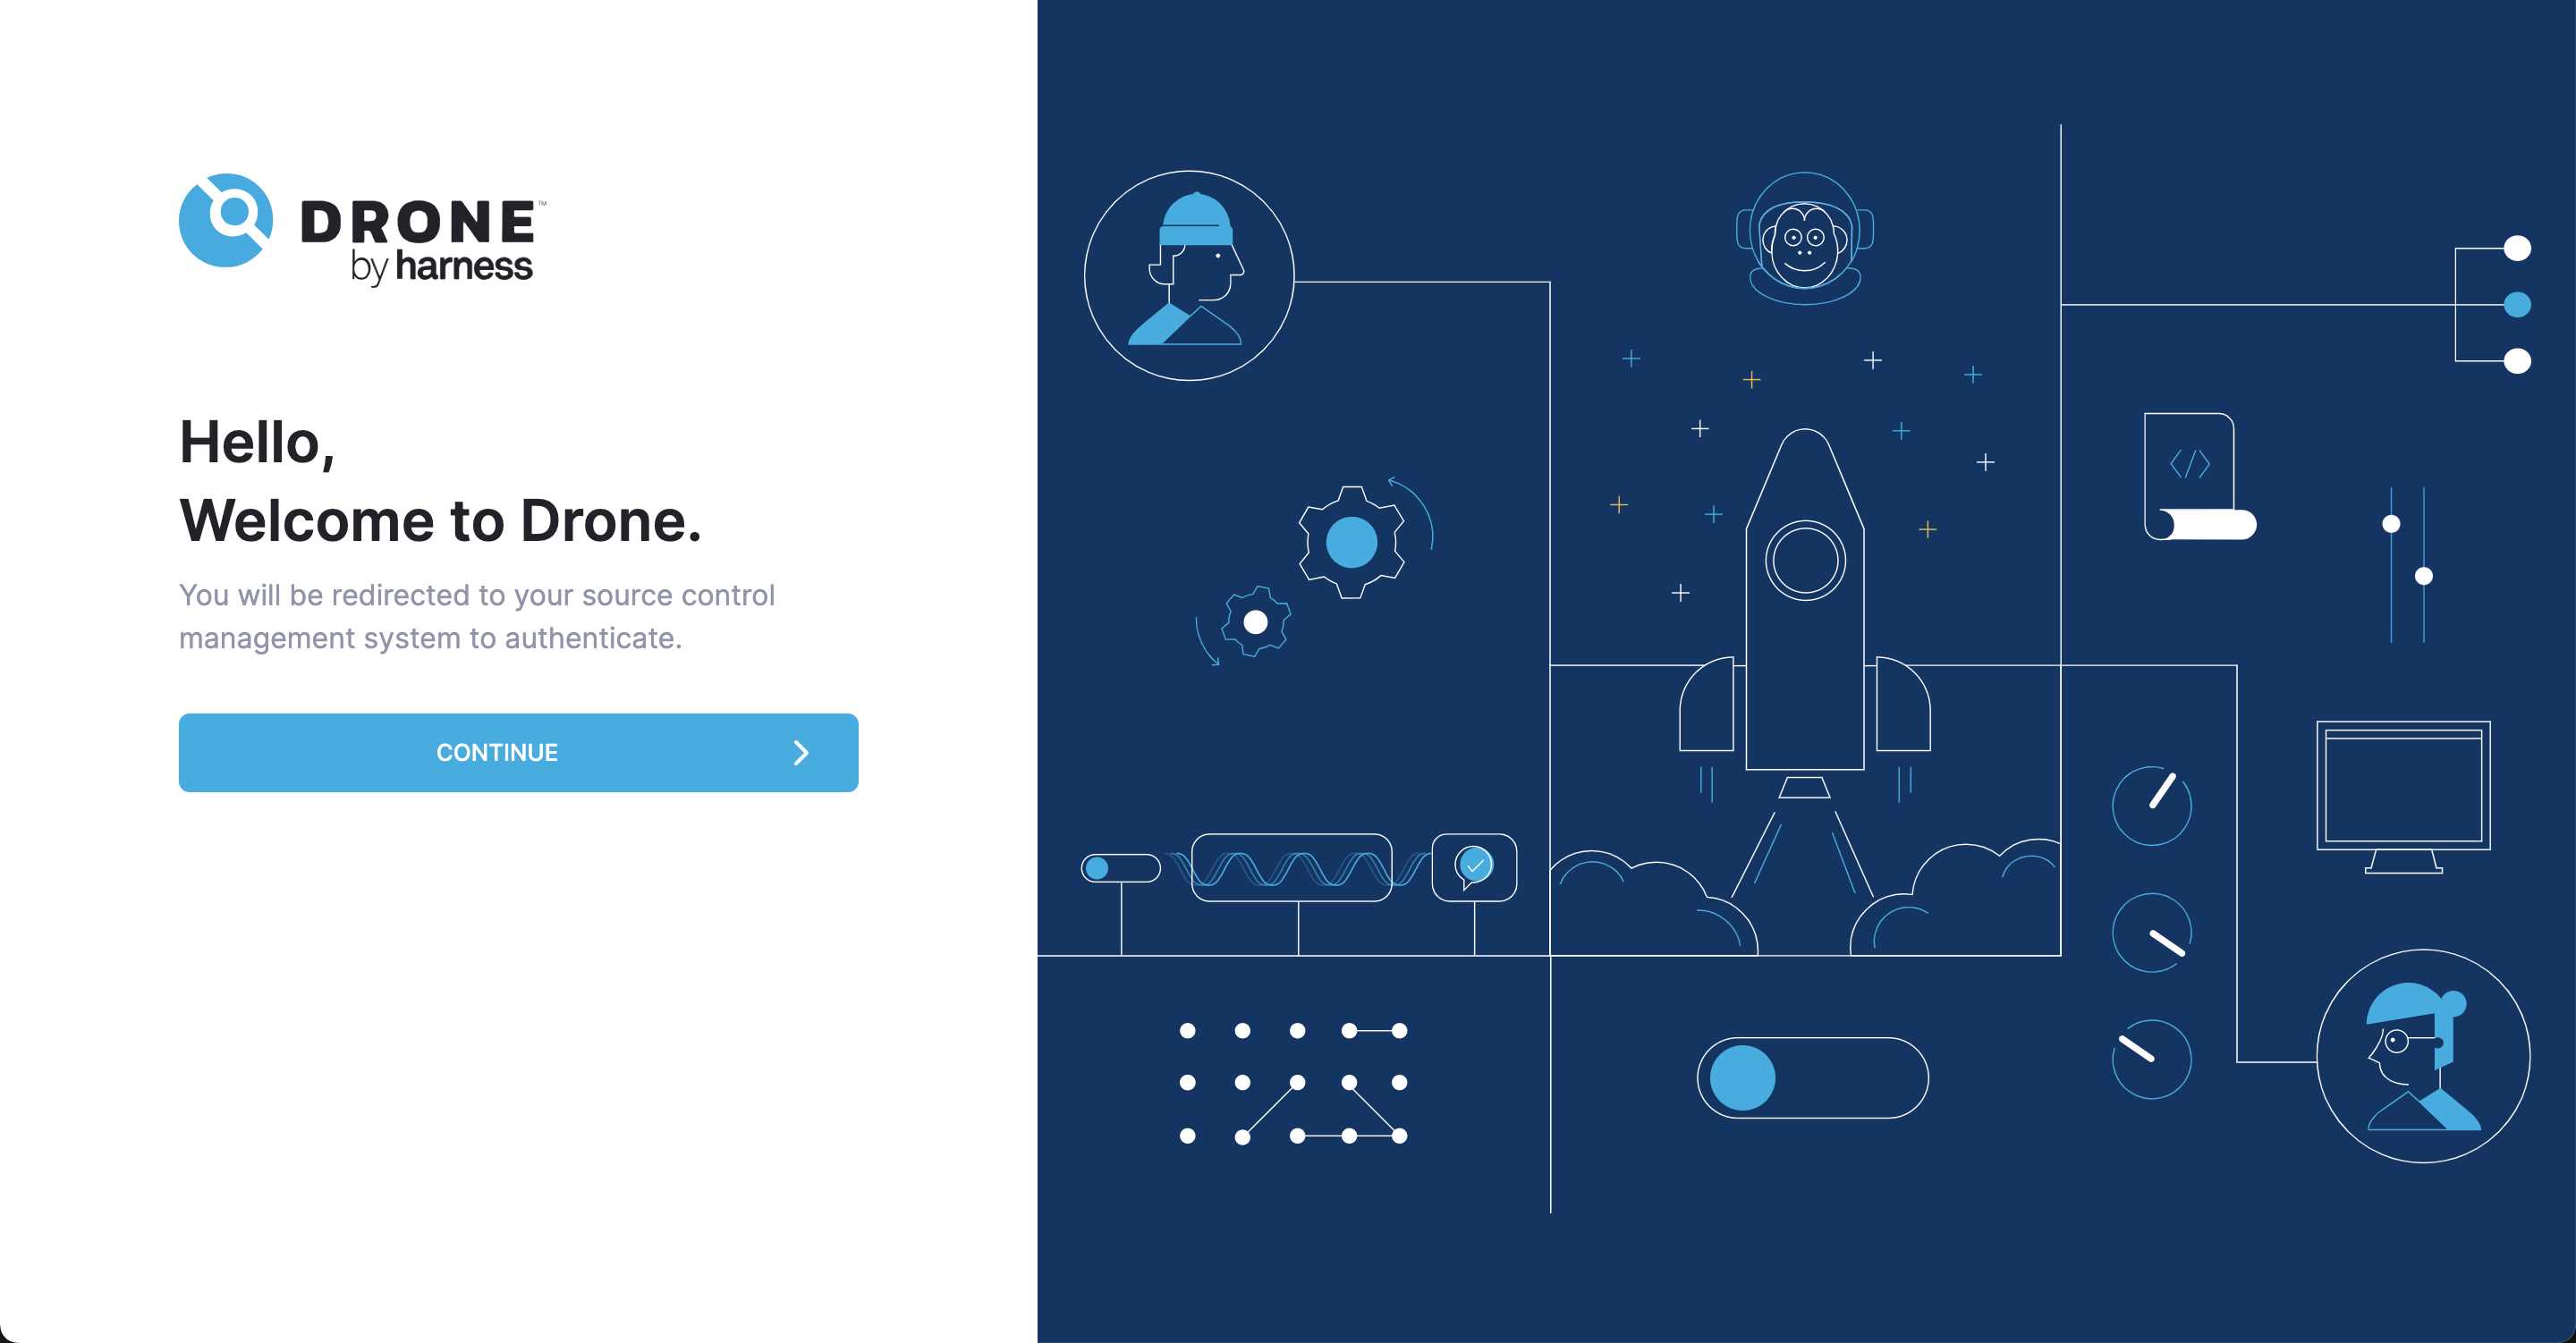 DRONE™
by harness
Hello,
Welcome to Drone.
You will be redirected to your source control
management system to authenticate.
CONTINUE
</>